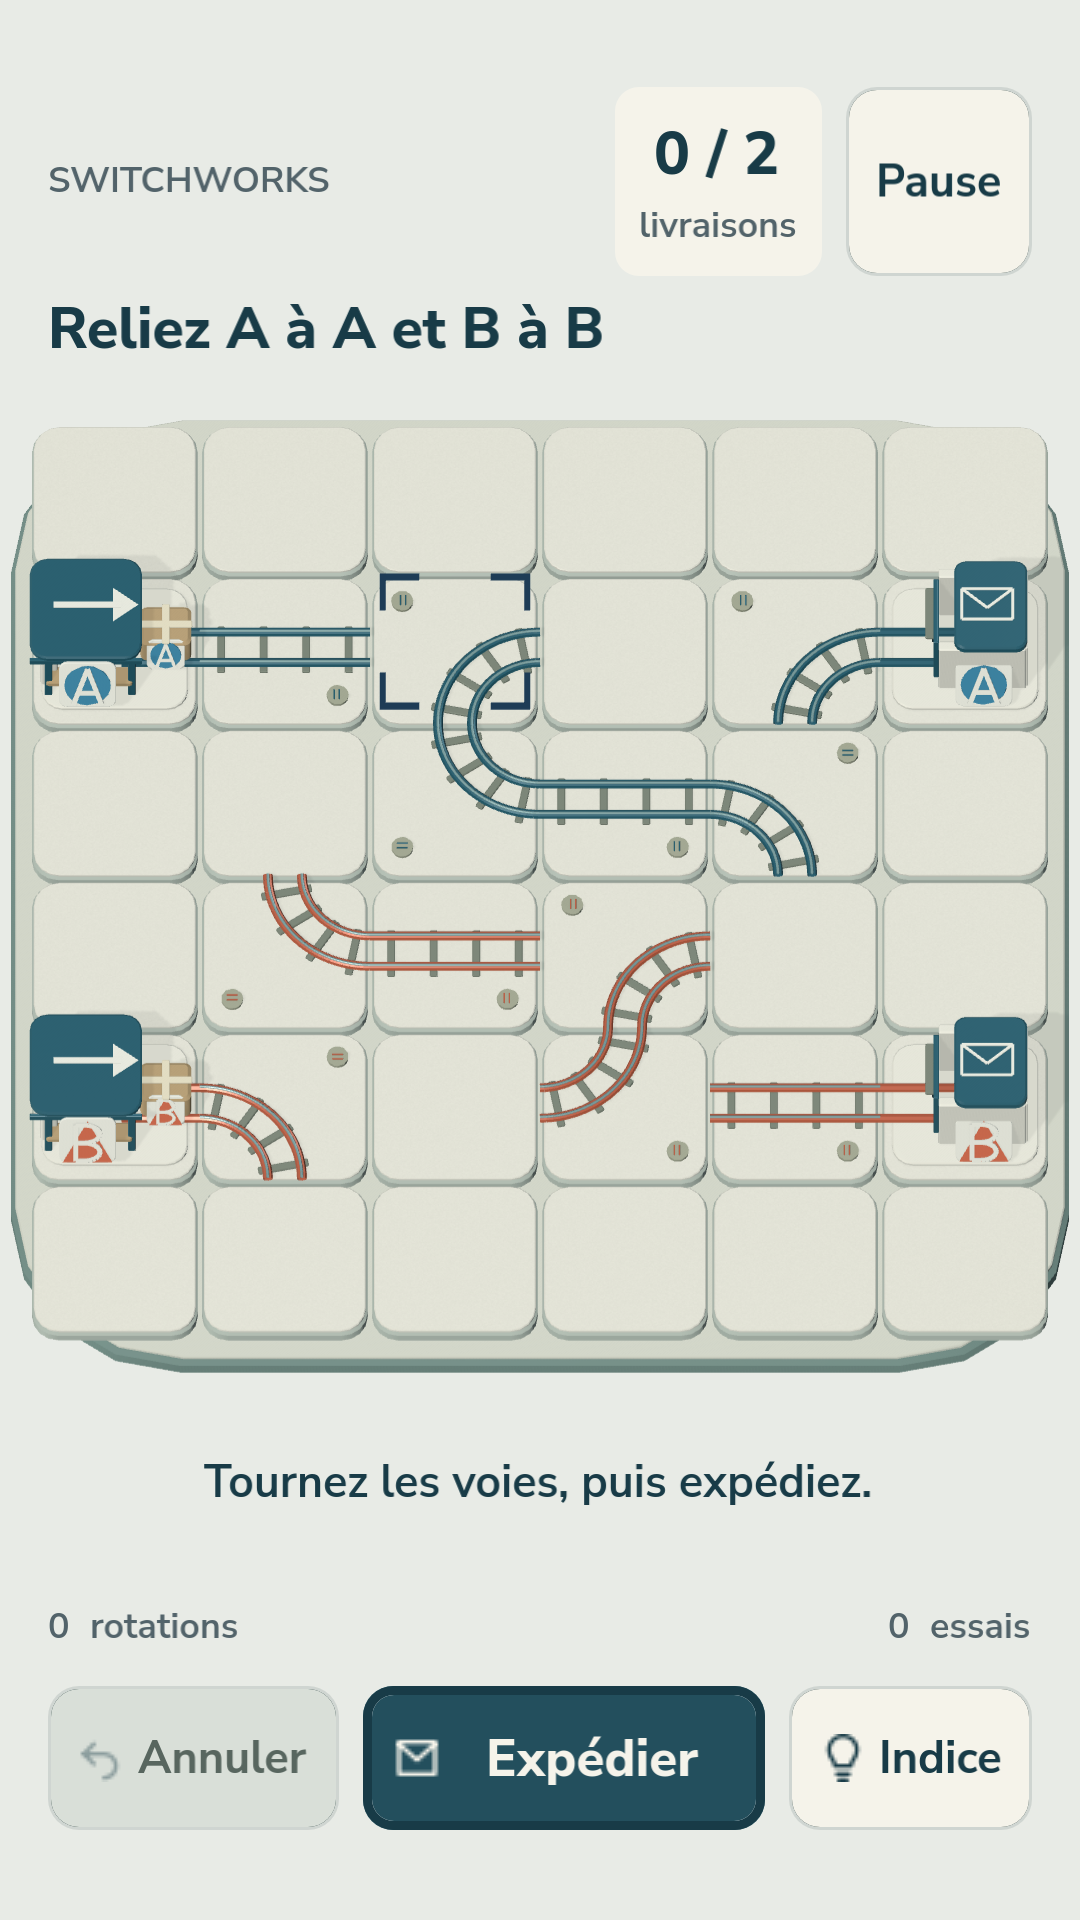 SWITCHWORKS
0 / 2
livraisons
Pause
Reliez A à A et B à B
A
A
A
B
B
B
Tournez les voies, puis expédiez.
0 rotations
0 essais
Annuler
Expédier
Indice